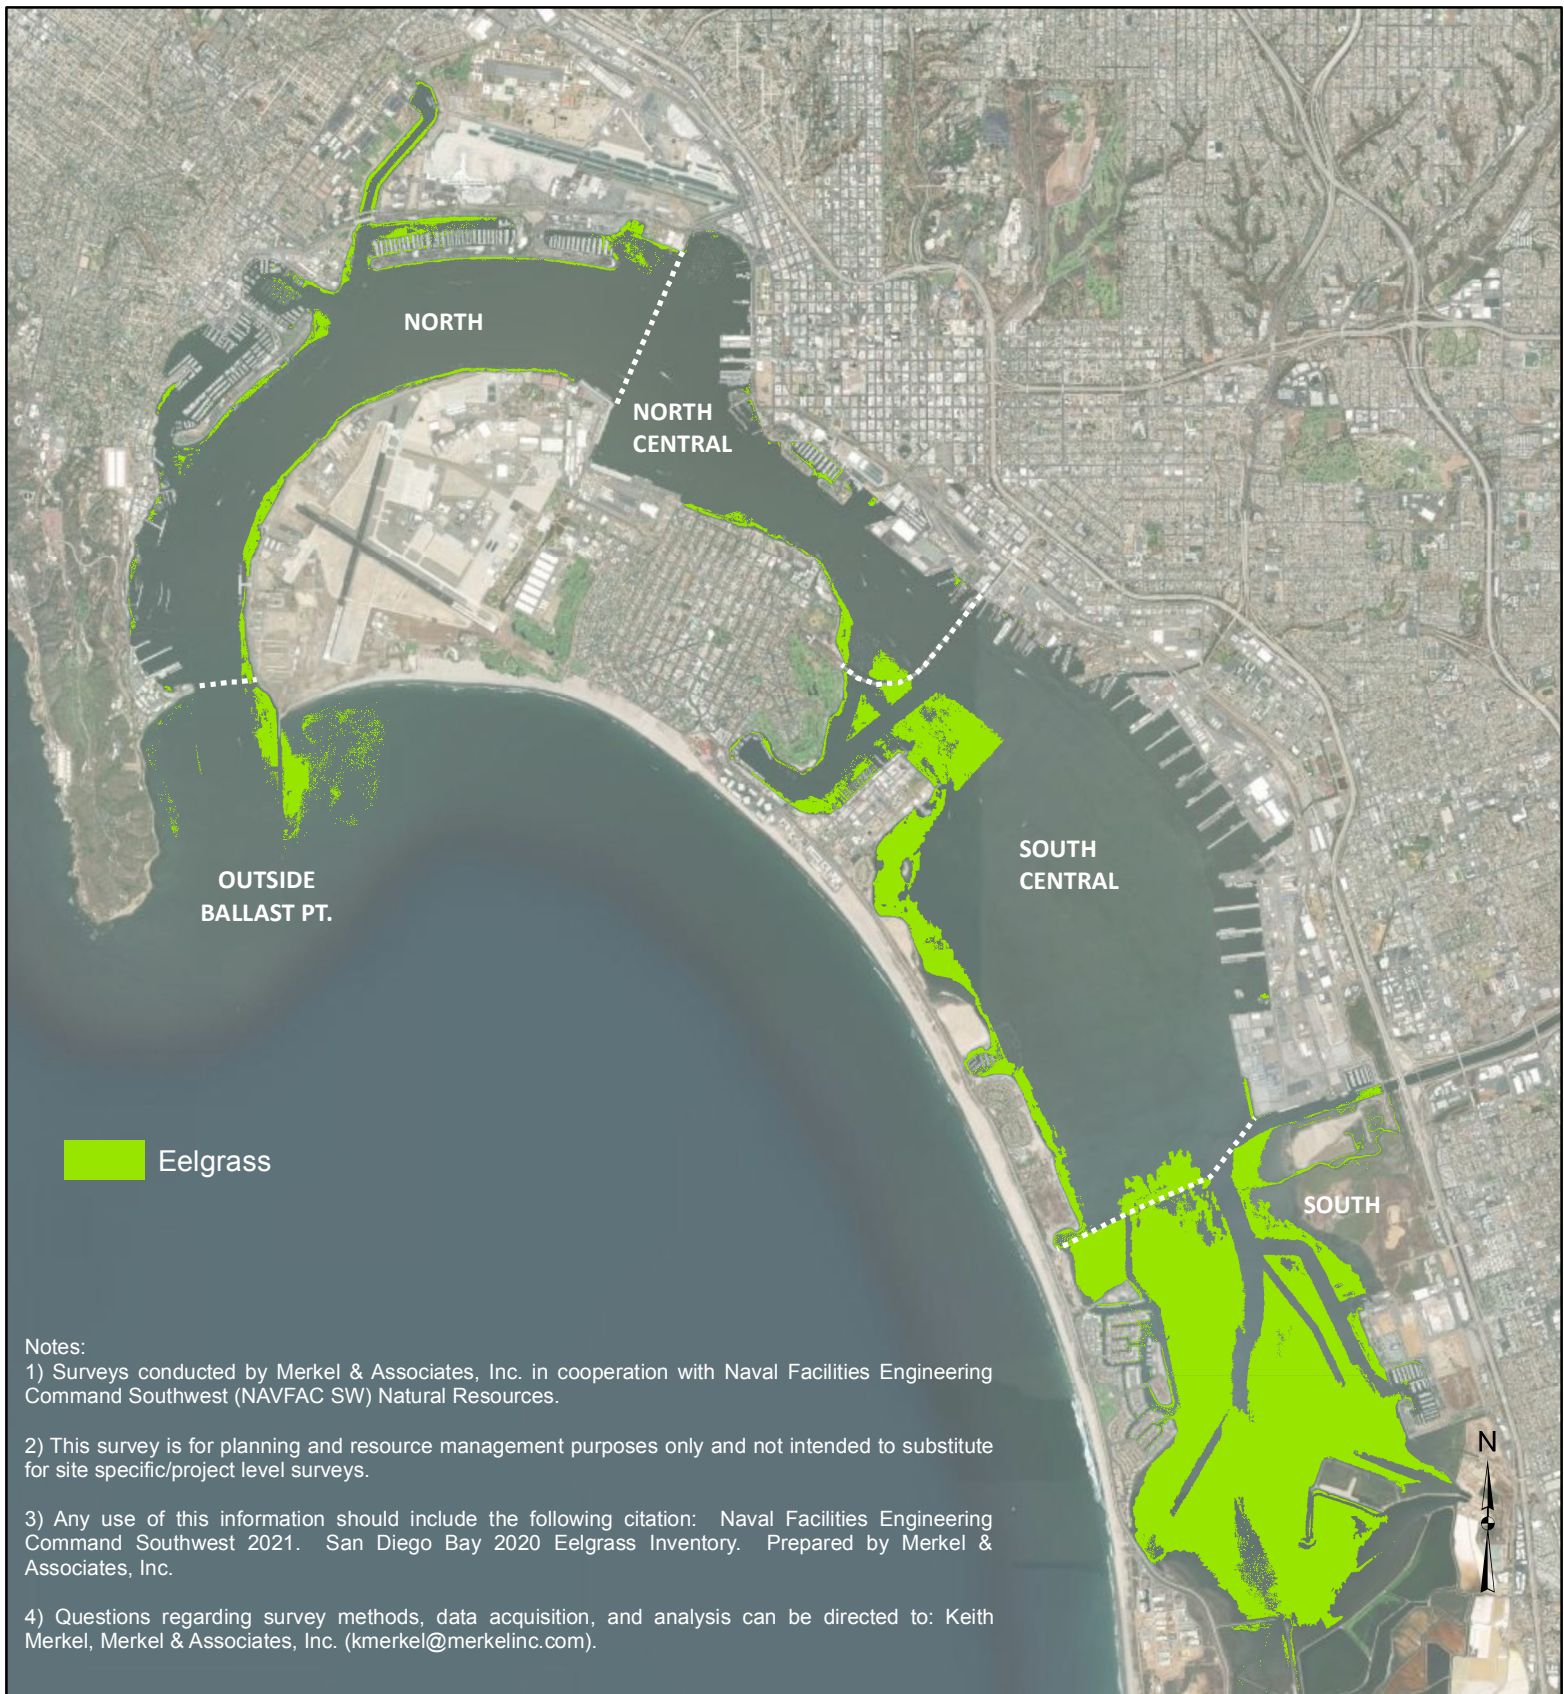 NORTH
NORTH
CENTRAL
SOUTH
CENTRAL
OUTSIDE
BALLAST PT.
Eelgrass
SOUTH
Notes:
1) Surveys conducted by Merkel & Associates, Inc. in cooperation with Naval Facilities Engineering
Command Southwest (NAVFAC SW) Natural Resources.
2) This survey is for planning and resource management purposes only and not intended to substitute
for site specific/project level surveys.
3) Any use of this information should include the following citation: Naval Facilities Engineering
Command Southwest 2021. San Diego Bay 2020 Eelgrass Inventory. Prepared by Merkel &
Associates, Inc.
4) Questions regarding survey methods, data acquisition, and analysis can be directed to: Keith
Merkel, Merkel & Associates, Inc. (kmerkel@merkelinc.com).
N